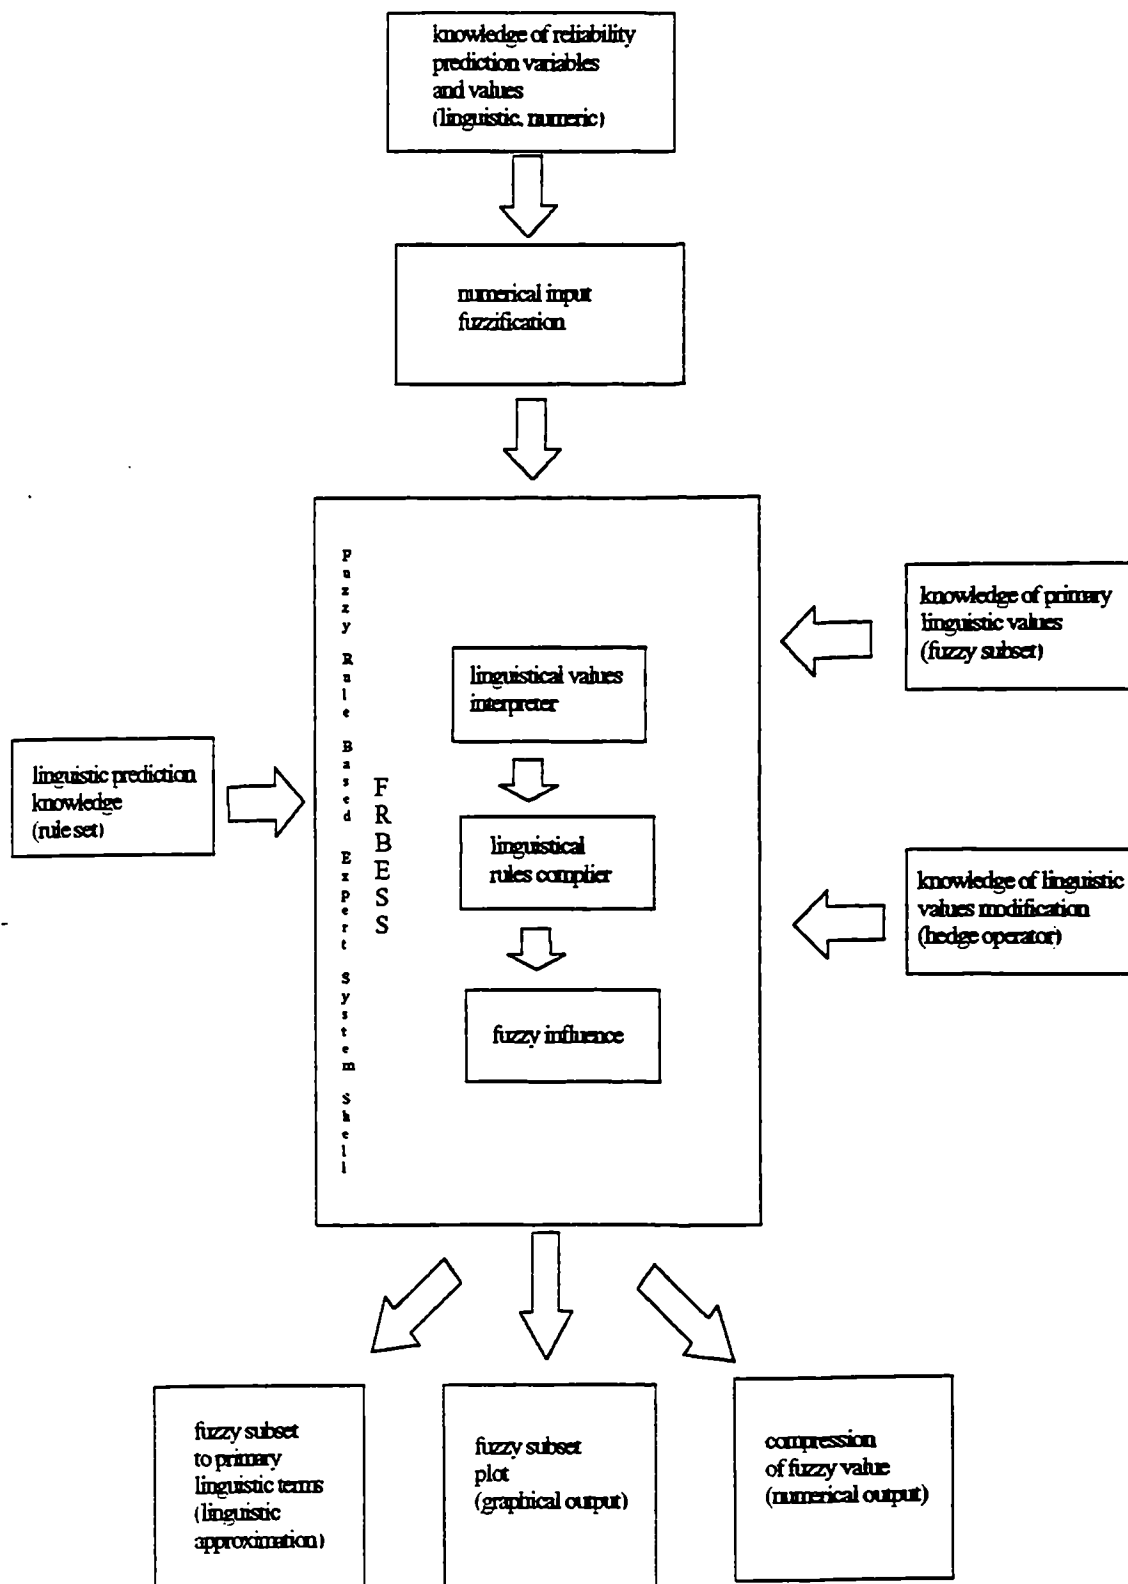 knowledge of reliability
prediction variables
and values
(linguistic, numeric)
numerical input
fuzzification
Fuzzy Rule Based Expert System Shell
FRBESS
linguistical values
interpreter
linguistical
rules complier
fuzzy influence
linguistic prediction
knowledge
(rule set)
knowledge of primary
linguistic values
(fuzzy subset)
knowledge of linguistic
values modification
(hedge operator)
fuzzy subset
to primary
linguistic terms
(linguistic
approximation)
fuzzy subset
plot
(graphical output)
compression
of fuzzy value
(numerical output)